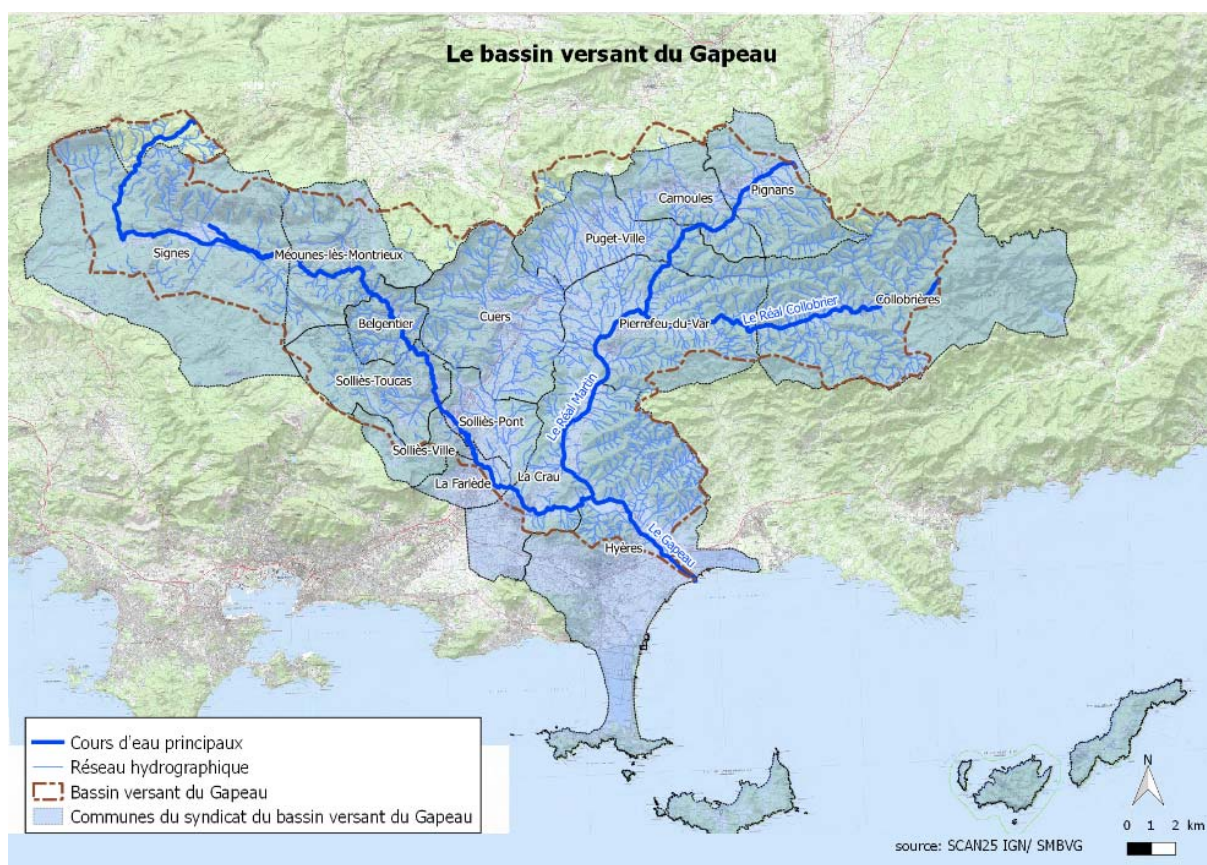 Le bassin versant du Gapeau
Pignans
Carnoules
Puget-Ville
Signes
Méounes-lès-Montrieux
Collobrières
Le Réal Collobrier
Cuers
Belgentier
Pierrefeu-du-Var
Solliès-Toucas
Le Réal Martin
Solliès-Pont
Solliès-Ville
La Crau
La Farlède
Le Gapeau
Hyères
Cours d'eau principaux
Réseau hydrographique
Bassin versant du Gapeau
Communes du syndicat du bassin versant du Gapeau
N
0 1 2 km
source: SCAN25 IGN/ SMBVG